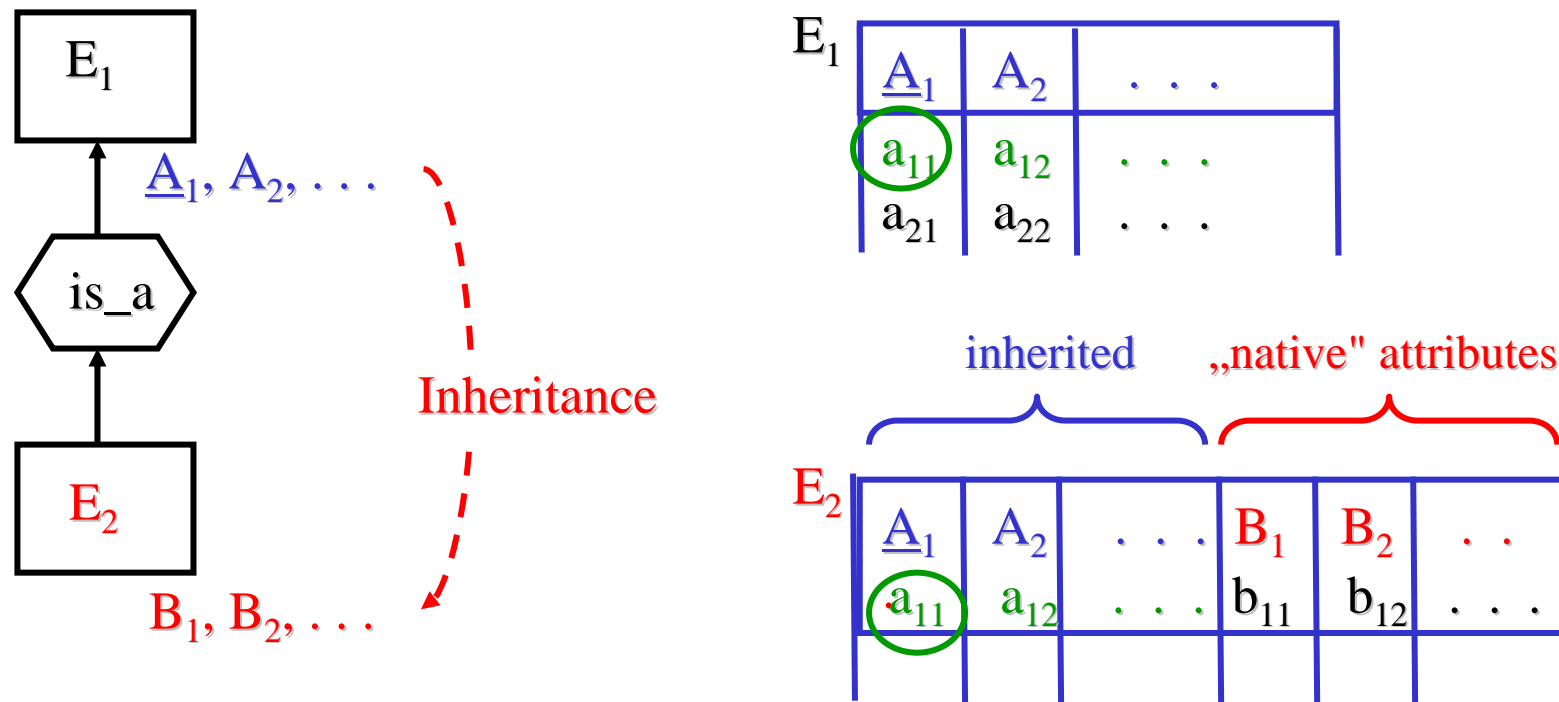 E₁
A₁, A₂, . . .
is_a
Inheritance
E₂
B₁, B₂, . . .
E₁
A₁ A₂ . . .
a₁₁ a₁₂ . . .
a₂₁ a₂₂ . . .
inherited „native" attributes
E₂
A₁ A₂ . . . B₁ B₂ . .
a₁₁ a₁₂ . . . b₁₁ b₁₂ . . .